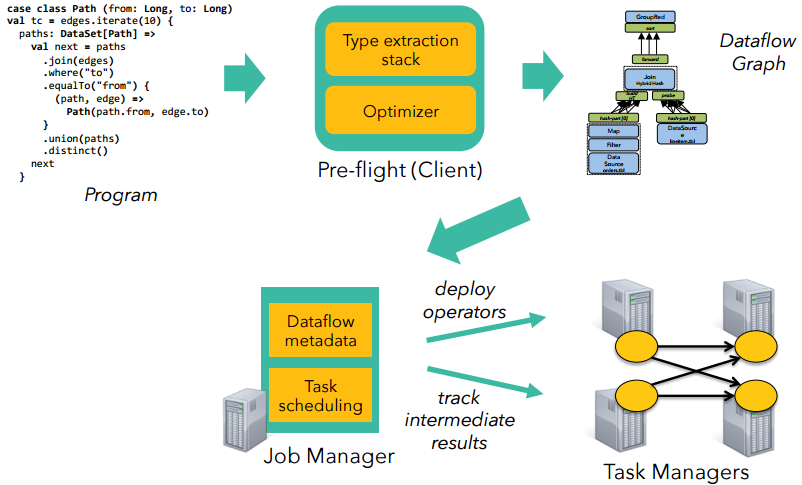 case class Path (from: Long, to: Long)
val tc = edges.iterate(10) {
paths: DataSet[Path] =>
val next = paths
.join(edges)
.where("to")
.equalTo("from") {
(path, edge) =>
Path(path.from, edge.to)
}
.union(paths)
.distinct()
next
}
Program
Type extraction
stack
Optimizer
Pre-flight (Client)
GroupRed
sort
forward
Join
Hybrid Hash
build
HT
probe
hash-part [0]
hash-part [0]
Map
Filter
Data
Source
orders.tbl
DataSourc
e
lineitem.tbl
Dataflow
Graph
Dataflow
metadata
Task
scheduling
Job Manager
deploy
operators
track
intermediate
results
Task Managers